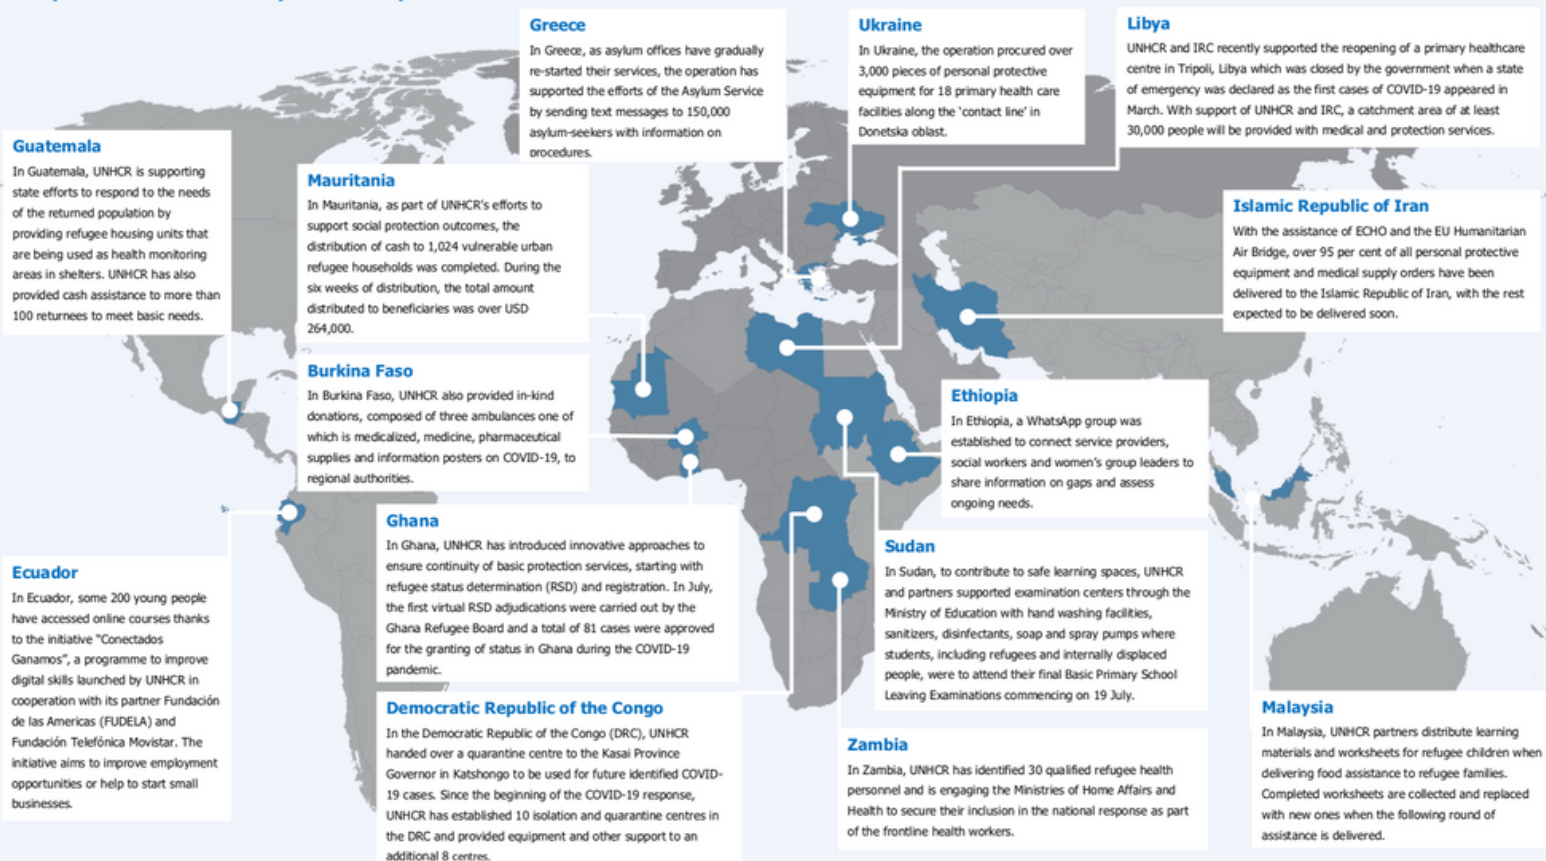 Greece
In Greece, as asylum offices have gradually
re-started their services, the operation has
supported the efforts of the Asylum Service
by sending text messages to 150,000
asylum-seekers with information on
procedures.
Ukraine
In Ukraine, the operation procured over
3,000 pieces of personal protective
equipment for 18 primary health care
facilities along the ‘contact line’ in
Donetska oblast.
Libya
UNHCR and IRC recently supported the reopening of a primary healthcare
centre in Tripoli, Libya which was closed by the government when a state
of emergency was declared as the first cases of COVID-19 appeared in
March. With support of UNHCR and IRC, a catchment area of at least
30,000 people will be provided with medical and protection services.
Guatemala
In Guatemala, UNHCR is supporting
state efforts to respond to the needs
of the returned population by
providing refugee housing units that
are being used as health monitoring
areas in shelters. UNHCR has also
provided cash assistance to more than
100 returnees to meet basic needs.
Mauritania
In Mauritania, as part of UNHCR’s efforts to
support social protection outcomes, the
distribution of cash to 1,024 vulnerable urban
refugee households was completed. During the
six weeks of distribution, the total amount
distributed to beneficiaries was over USD
264,000.
Islamic Republic of Iran
With the assistance of ECHO and the EU Humanitarian
Air Bridge, over 95 per cent of all personal protective
equipment and medical supply orders have been
delivered to the Islamic Republic of Iran, with the rest
expected to be delivered soon.
Burkina Faso
In Burkina Faso, UNHCR also provided in-kind
donations, composed of three ambulances one of
which is medicalized, medicine, pharmaceutical
supplies and information posters on COVID-19, to
regional authorities.
Ethiopia
In Ethiopia, a WhatsApp group was
established to connect service providers,
social workers and women’s group leaders to
share information on gaps and assess
ongoing needs.
Ghana
In Ghana, UNHCR has introduced innovative approaches to
ensure continuity of basic protection services, starting with
refugee status determination (RSD) and registration. In July,
the first virtual RSD adjudications were carried out by the
Ghana Refugee Board and a total of 81 cases were approved
for the granting of status in Ghana during the COVID-19
pandemic.
Sudan
In Sudan, to contribute to safe learning spaces, UNHCR
and partners supported examination centers through the
Ministry of Education with hand washing facilities,
sanitizers, disinfectants, soap and spray pumps where
students, including refugees and internally displaced
people, were to attend their final Basic Primary School
Leaving Examinations commencing on 19 July.
Ecuador
In Ecuador, some 200 young people
have accessed online courses thanks
to the initiative “Conectados
Ganamos”, a programme to improve
digital skills launched by UNHCR in
cooperation with its partner Fundación
de las Americas (FUDELA) and
Fundación Telefónica Movistar. The
initiative aims to improve employment
opportunities or help to start small
businesses.
Democratic Republic of the Congo
In the Democratic Republic of the Congo (DRC), UNHCR
handed over a quarantine centre to the Kasai Province
Governor in Katshongo to be used for future identified COVID-
19 cases. Since the beginning of the COVID-19 response,
UNHCR has established 10 isolation and quarantine centres in
the DRC and provided equipment and other support to an
additional 8 centres.
Zambia
In Zambia, UNHCR has identified 30 qualified refugee health
personnel and is engaging the Ministries of Home Affairs and
Health to secure their inclusion in the national response as part
of the frontline health workers.
Malaysia
In Malaysia, UNHCR partners distribute learning
materials and worksheets for refugee children when
delivering food assistance to refugee families.
Completed worksheets are collected and replaced
with new ones when the following round of
assistance is delivered.